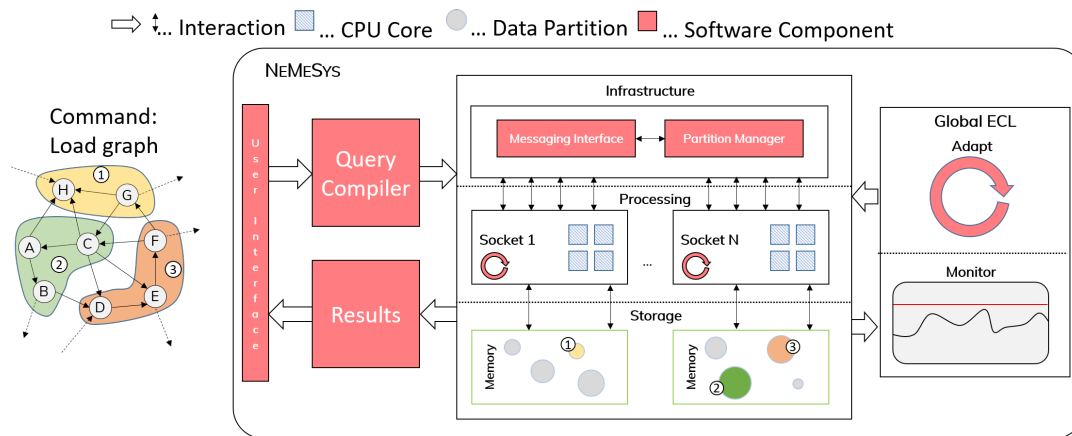 ... Interaction ... CPU Core ... Data Partition ... Software Component
NEMESYS
Command:
Load graph
1
H
G
A
C
F
2
3
B
D
E
User Interface
Query
Compiler
Results
Infrastructure
Messaging Interface
Partition Manager
Processing
Socket 1
...
Socket N
Storage
Memory
1
Memory
3
2
Global ECL
Adapt
Monitor